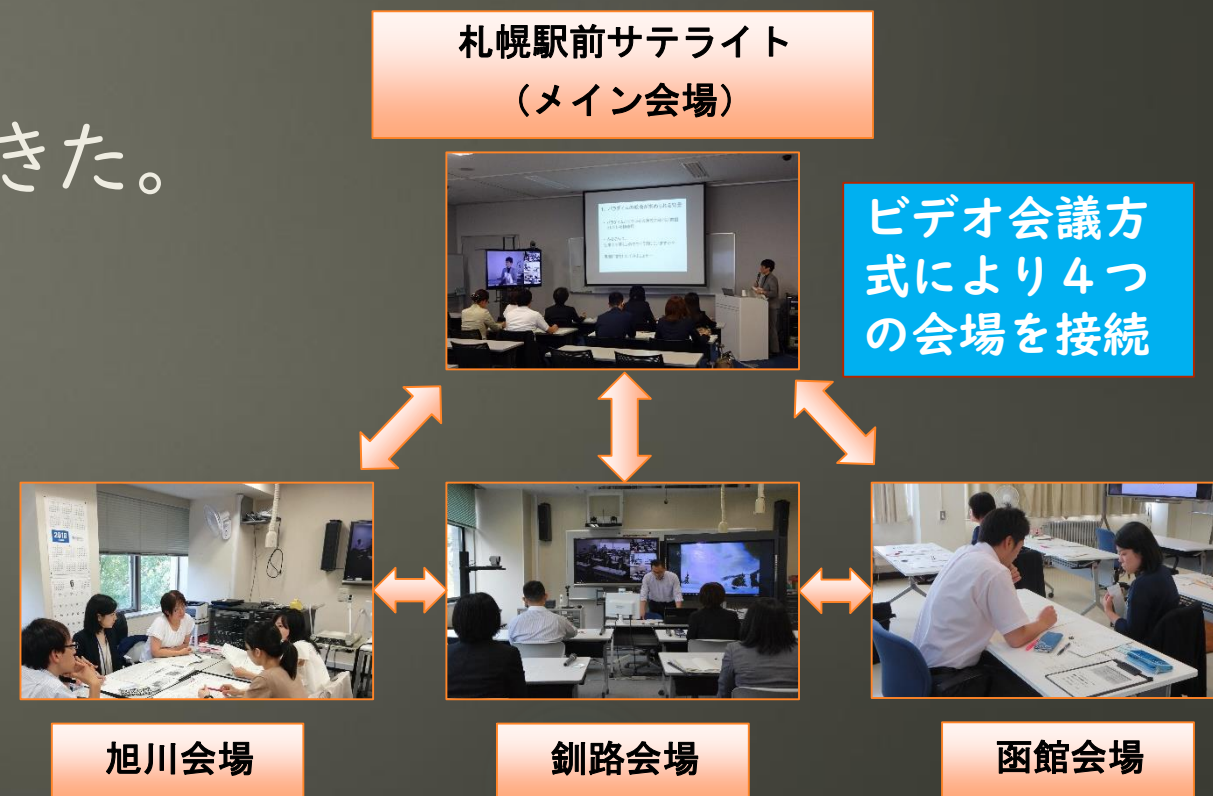 札幌駅前サテライト
（メイン会場）
きた。
ビデオ会議方
式により４つ
の会場を接続
旭川会場
釧路会場
函館会場